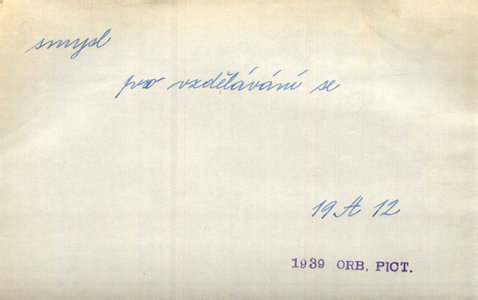 smysl
pro vzdělávání se
19 A 12
1939 ORB. PICT.